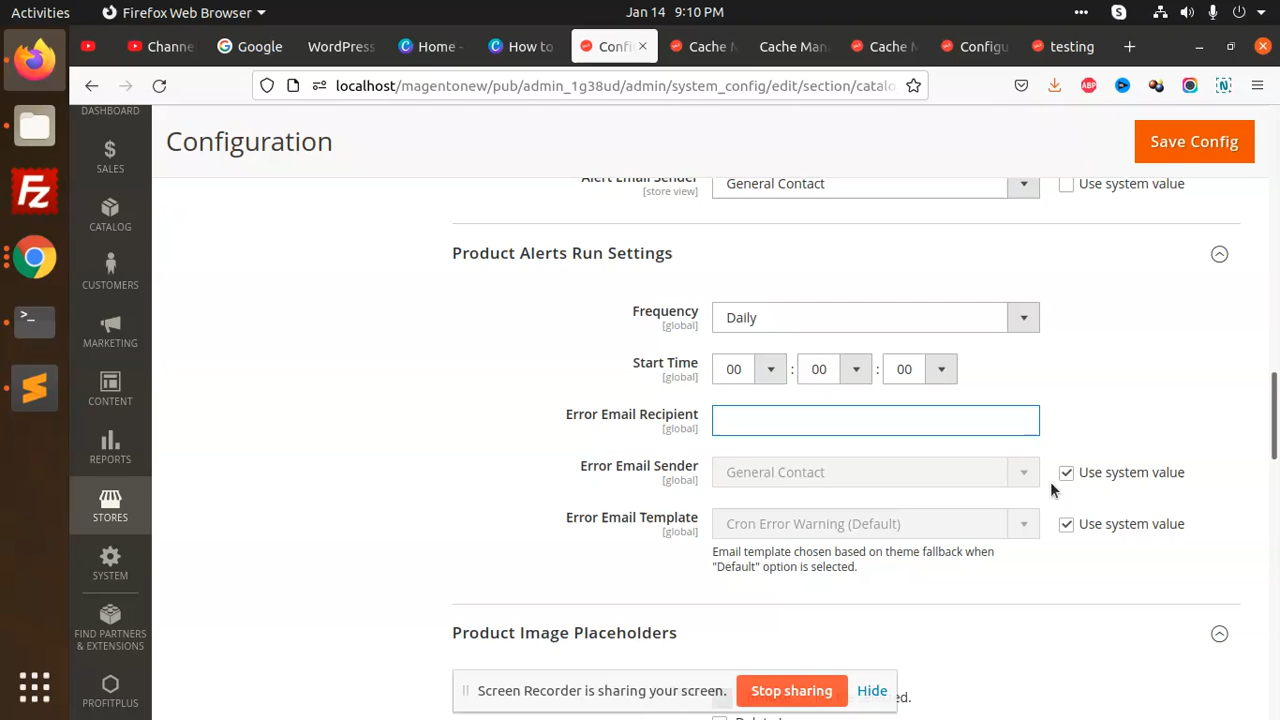 Activities
Firefox Web Browser
Jan 14 9:10 PM
Channe
Google
WordPress
Home -
How to
Confi
Cache M
Cache Man
Cache M
Configu
testing
localhost/magentonew/pub/admin_1g38ud/admin/system_config/edit/section/catalo
ABP
N
DASHBOARD
SALES
CATALOG
CUSTOMERS
MARKETING
CONTENT
REPORTS
STORES
SYSTEM
FIND PARTNERS
& EXTENSIONS
PROFITPLUS
Configuration
Save Config
Alert Email Sender
[store view]
General Contact
Use system value
Product Alerts Run Settings
Frequency
[global]
Daily
Start Time
[global]
00 : 00 : 00
Error Email Recipient
[global]
Error Email Sender
[global]
General Contact
Use system value
Error Email Template
[global]
Cron Error Warning (Default)
Use system value
Email template chosen based on theme fallback when
"Default" option is selected.
Product Image Placeholders
Screen Recorder is sharing your screen.
Stop sharing
Hide